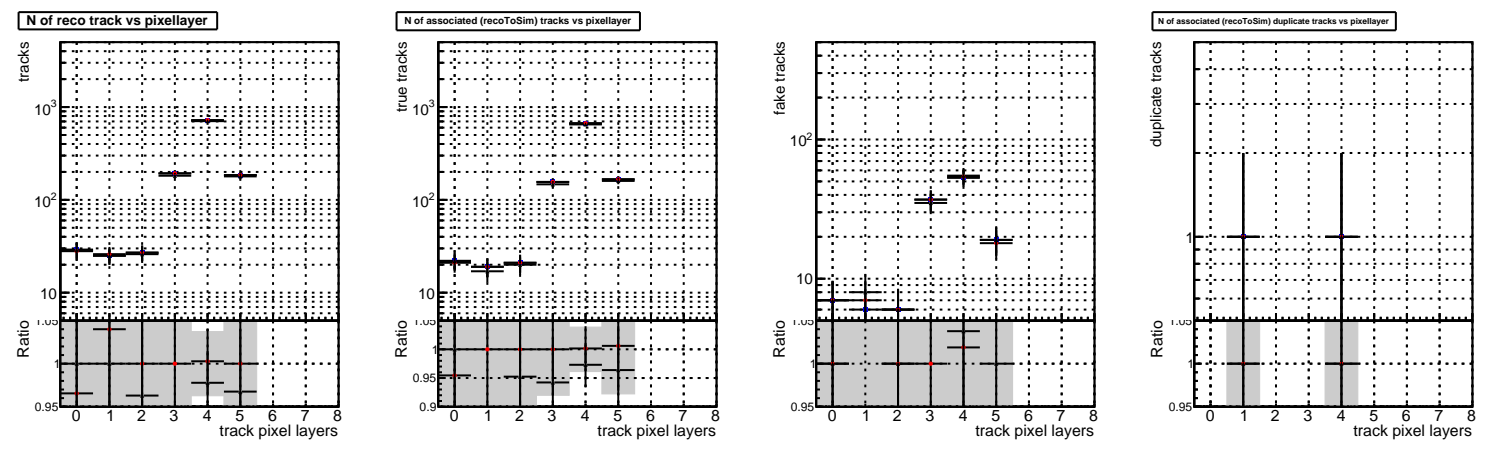 N of reco track vs pixellayer
tracks
10³
10²
10
Ratio
1.05
1
0.95
0 1 2 3 4 5 6 7 8
track pixel layers
N of associated (recoToSim) tracks vs pixellayer
true tracks
10³
10²
10
Ratio
1.05
1
0.95
0.9
0 1 2 3 4 5 6 7 8
track pixel layers
fake tracks
10²
10
Ratio
1.05
1
0.95
0 1 2 3 4 5 6 7 8
track pixel layers
N of associated (recoToSim) duplicate tracks vs pixellayer
duplicate tracks
1
Ratio
1.05
1
0.95
0 1 2 3 4 5 6 7 8
track pixel layers